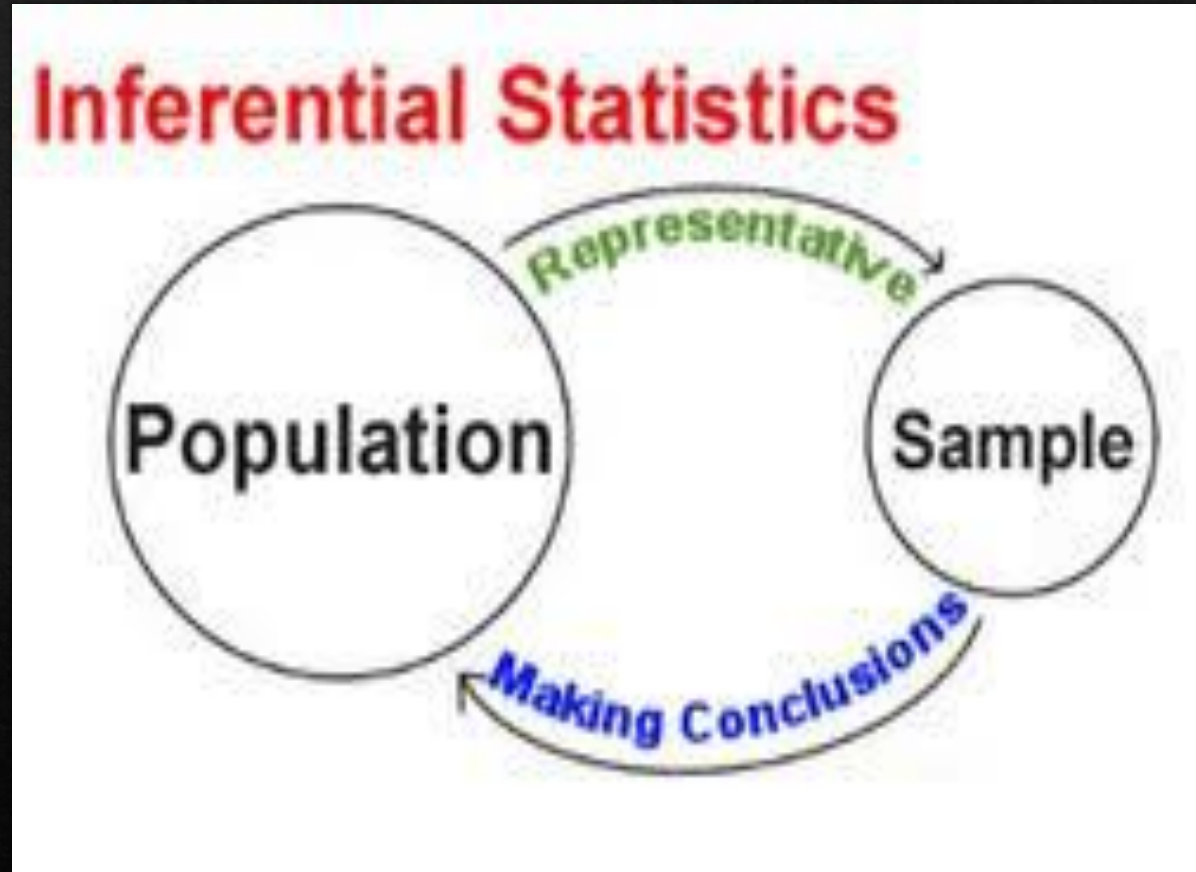 Inferential Statistics
Representative
Population
Sample
Making Conclusions